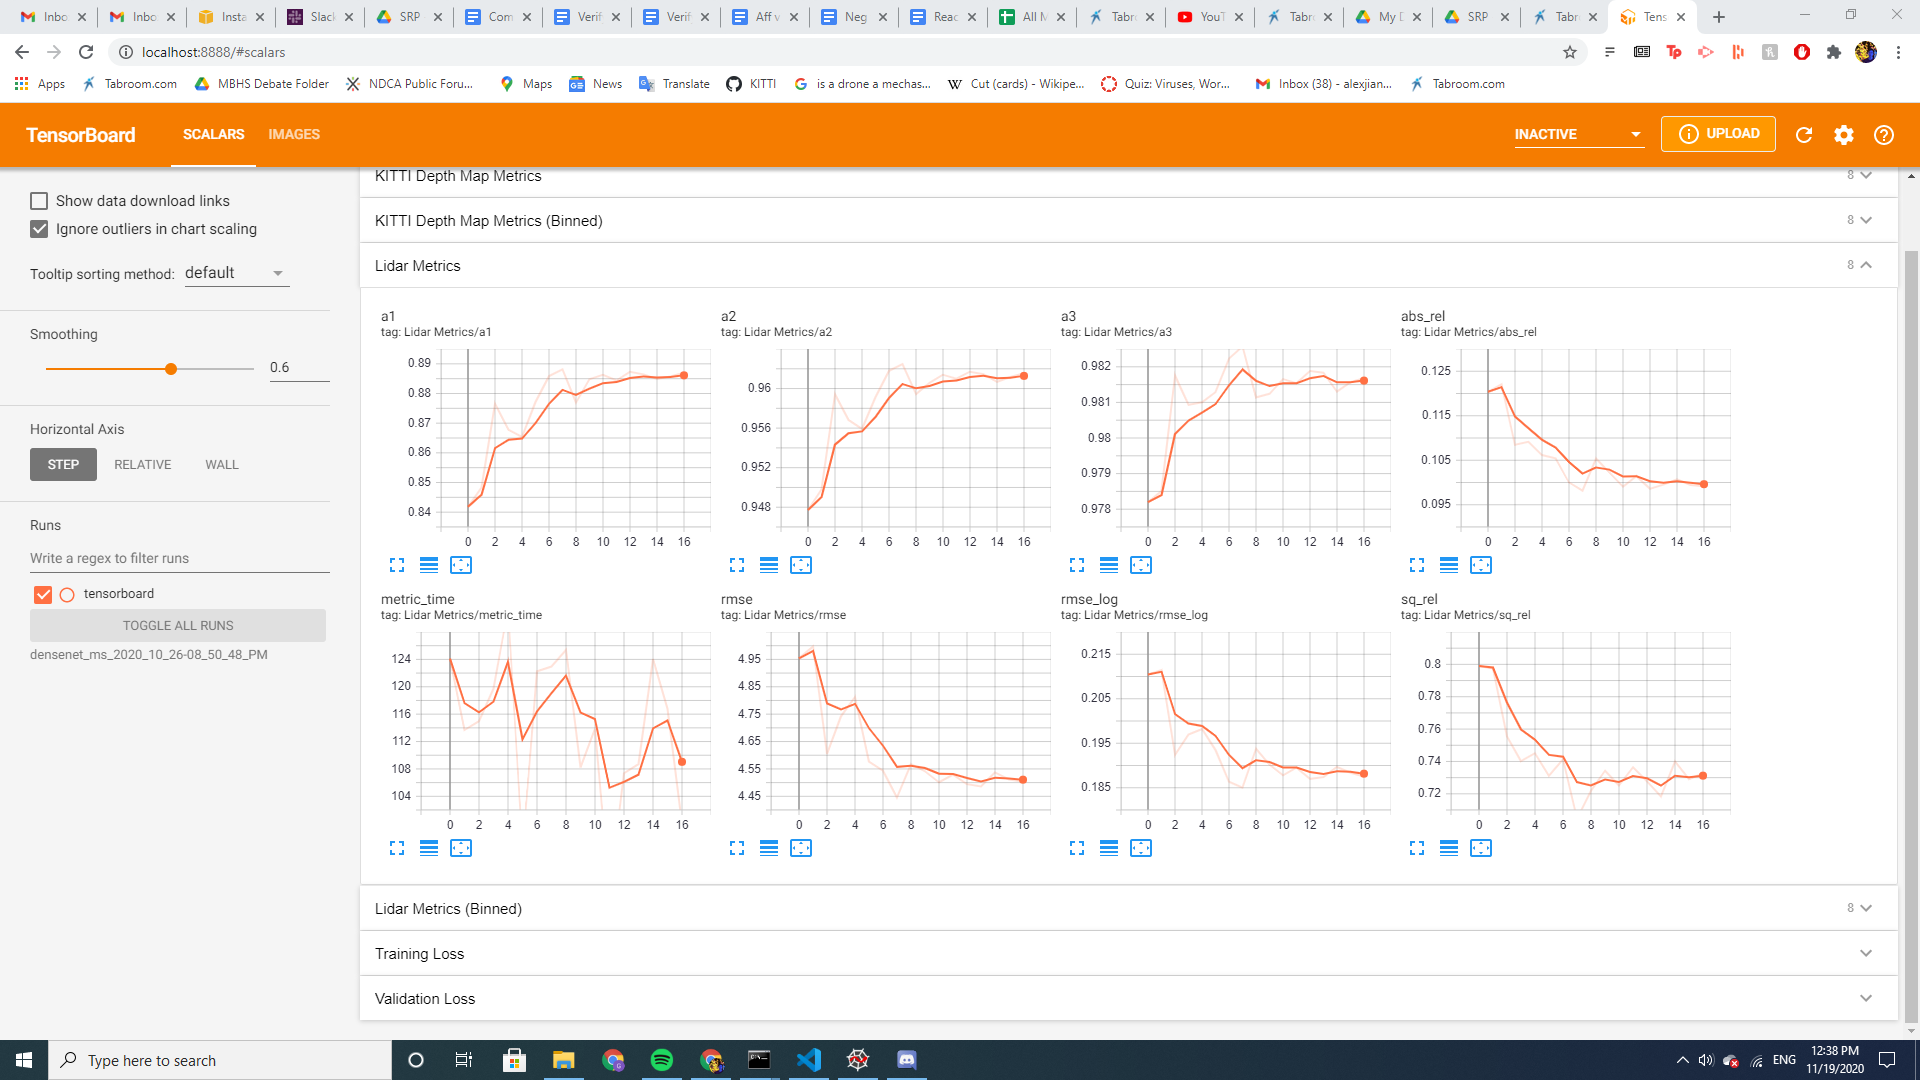 Inbo
Inbo
Insta
Slack
SRP
Com
Verif
Verif
Aff v
Neg
Reac
All M
Tabr
YouT
Tabr
My D
SRP
Tabr
Tens
localhost:8888/#scalars
Apps
Tabroom.com
MBHS Debate Folder
NDCA Public Foru...
Maps
News
Translate
KITTI
is a drone a mechas...
Cut (cards) - Wikipe...
Quiz: Viruses, Wor...
Inbox (38) - alexjian...
Tabroom.com
TensorBoard
SCALARS
IMAGES
INACTIVE
UPLOAD
Show data download links
Ignore outliers in chart scaling
Tooltip sorting method: default
Smoothing
0.6
Horizontal Axis
STEP RELATIVE WALL
Runs
Write a regex to filter runs
tensorboard
TOGGLE ALL RUNS
densenet_ms_2020_10_26-08_50_48_PM
KITTI Depth Map Metrics 8
KITTI Depth Map Metrics (Binned) 8
Lidar Metrics 8
a1
tag: Lidar Metrics/a1
0.89
0.88
0.87
0.86
0.85
0.84
0 2 4 6 8 10 12 14 16
a2
tag: Lidar Metrics/a2
0.96
0.956
0.952
0.948
0 2 4 6 8 10 12 14 16
a3
tag: Lidar Metrics/a3
0.982
0.981
0.98
0.979
0.978
0 2 4 6 8 10 12 14 16
abs_rel
tag: Lidar Metrics/abs_rel
0.125
0.115
0.105
0.095
0 2 4 6 8 10 12 14 16
metric_time
tag: Lidar Metrics/metric_time
124
120
116
112
108
104
0 2 4 6 8 10 12 14 16
rmse
tag: Lidar Metrics/rmse
4.95
4.85
4.75
4.65
4.55
4.45
0 2 4 6 8 10 12 14 16
rmse_log
tag: Lidar Metrics/rmse_log
0.215
0.205
0.195
0.185
0 2 4 6 8 10 12 14 16
sq_rel
tag: Lidar Metrics/sq_rel
0.8
0.78
0.76
0.74
0.72
0 2 4 6 8 10 12 14 16
Lidar Metrics (Binned) 8
Training Loss
Validation Loss
Type here to search
ENG
12:38 PM
11/19/2020